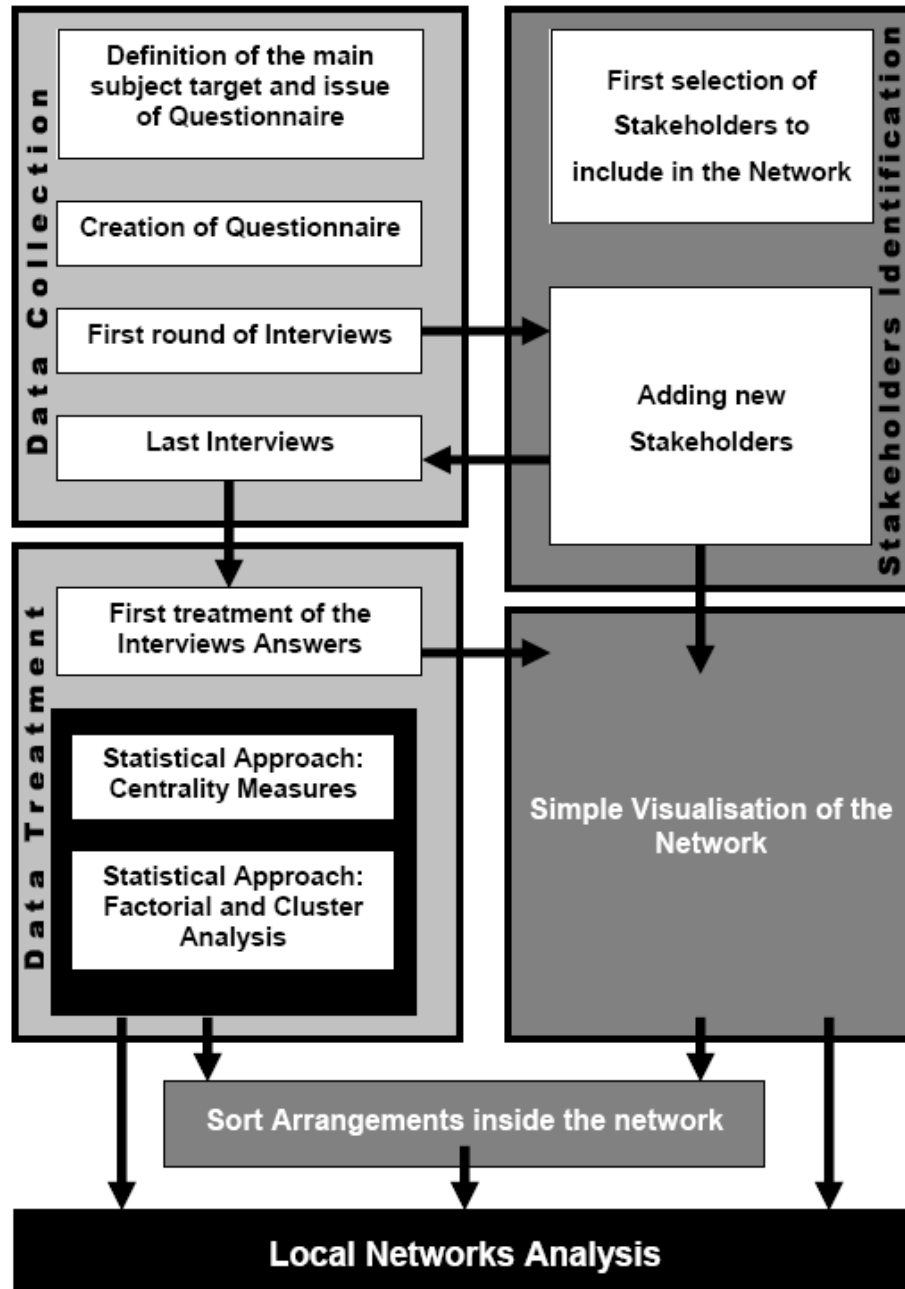 Data Collection
Definition of the main
subject target and issue
of Questionnaire
Creation of Questionnaire
First round of Interviews
Last Interviews
Stakeholders Identification
First selection of
Stakeholders to
include in the Network
Adding new
Stakeholders
Data Treatment
First treatment of the
Interviews Answers
Statistical Approach:
Centrality Measures
Statistical Approach:
Factorial and Cluster
Analysis
Simple Visualisation of the
Network
Sort Arrangements inside the network
Local Networks Analysis